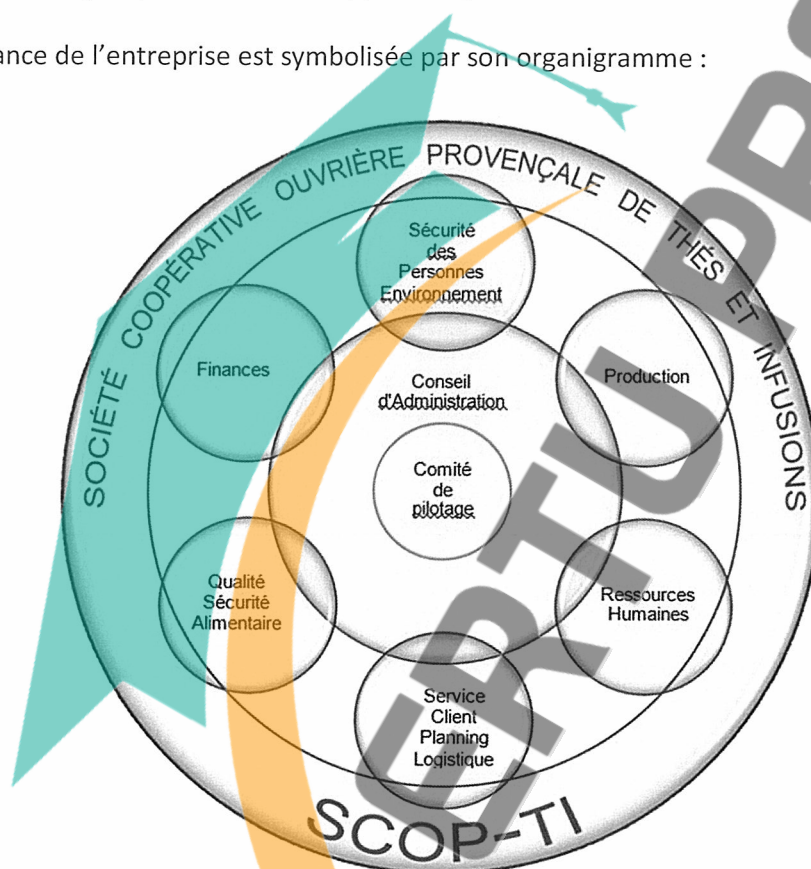 ance de l'entreprise est symbolisée par son organigramme :
SOCIÉTÉ COOPÉRATIVE OUVRIÈRE PROVENÇALE DE THÉS ET INFUSIONS
Sécurité
des
Personnes
Environnement
Finances
Production
Conseil
d'Administration
Comité
de
pilotage
Qualité
Sécurité
Alimentaire
Ressources
Humaines
Service
Client
Planning
Logistique
SCOP-TI
ERTU PR